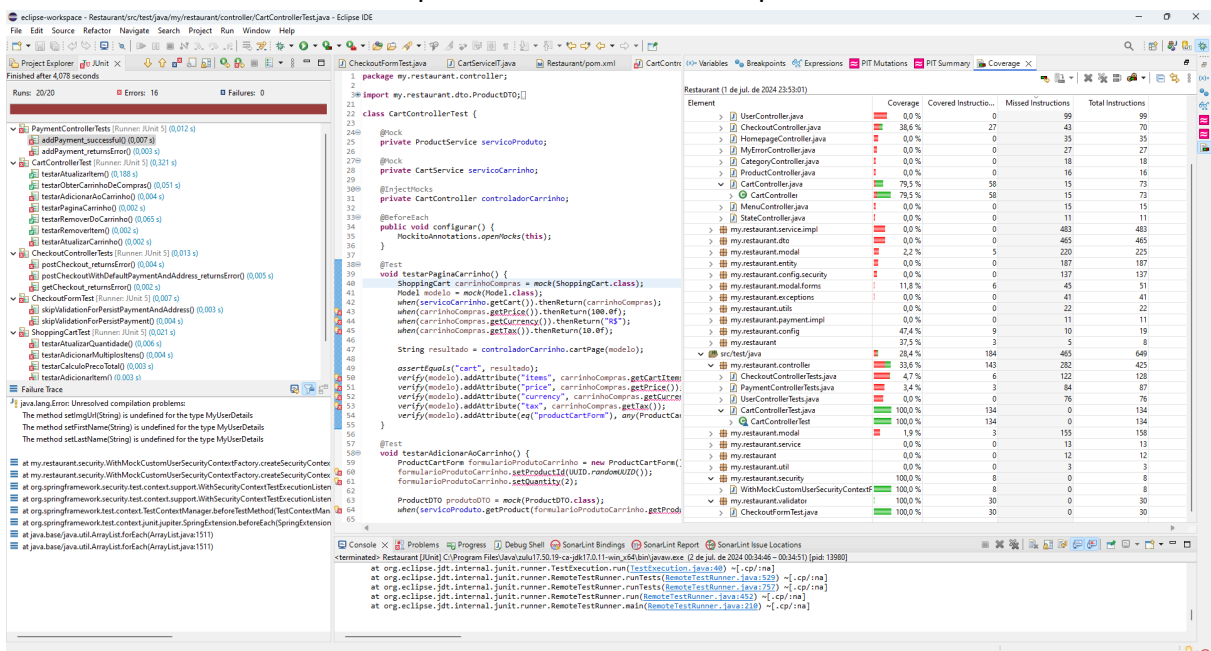 eclipse-workspace - Restaurant/src/test/java/my/restaurant/controller/CartControllerTest.java - Eclipse IDE
File Edit Source Refactor Navigate Search Project Run Window Help
Project Explorer JUnit
Finished after 4,078 seconds
Runs: 20/20 Errors: 16 Failures: 0
PaymentControllerTests [Runner: JUnit 5] (0,012 s)
addPayment_successful() (0,007 s)
addPayment_returnsError() (0,003 s)
CartControllerTest [Runner: JUnit 5] (0,321 s)
testarAtualizarItem() (0,188 s)
testarObterCarrinhoDeCompras() (0,051 s)
testarAdicionarAoCarrinho() (0,004 s)
testarPaginaCarrinho() (0,002 s)
testarRemoverDoCarrinho() (0,065 s)
testarRemoverItem() (0,002 s)
testarAtualizarCarrinho() (0,002 s)
CheckoutControllerTests [Runner: JUnit 5] (0,013 s)
postCheckout_returnsError() (0,004 s)
postCheckoutWithDefaultPaymentAndAddress_returnsError() (0,005 s)
getCheckout_returnsError() (0,002 s)
CheckoutFormTest [Runner: JUnit 5] (0,007 s)
skipValidationForPersistPaymentAndAddress() (0,003 s)
skipValidationForPersistPayment() (0,004 s)
ShoppingCartTest [Runner: JUnit 5] (0,021 s)
testarAtualizarQuantidade() (0,006 s)
testarAdicionarMultiplosItens() (0,004 s)
testarCalculoPrecoTotal() (0,003 s)
testarAdicionarItem() (0,003 s)
Failure Trace
java.lang.Error: Unresolved compilation problems:
The method setImgUrl(String) is undefined for the type MyUserDetails
The method setFirstName(String) is undefined for the type MyUserDetails
The method setLastName(String) is undefined for the type MyUserDetails
at my.restaurant.security.WithMockCustomUserSecurityContextFactory.createSecurityContex
at my.restaurant.security.WithMockCustomUserSecurityContextFactory.createSecurityContex
at org.springframework.security.test.context.support.WithSecurityContextTestExecutionListen
at org.springframework.security.test.context.support.WithSecurityContextTestExecutionListen
at org.springframework.test.context.TestContextManager.beforeTestMethod(TestContextMan
at org.springframework.test.context.junit.jupiter.SpringExtension.beforeEach(SpringExtension
at java.base/java.util.ArrayList.forEach(ArrayList.java:1511)
at java.base/java.util.ArrayList.forEach(ArrayList.java:1511)
CheckoutFormTest.java CartServiceIT.java Restaurant/pom.xml CartContro
1 package my.restaurant.controller;
2
3 import my.restaurant.dto.ProductDTO;
21
22 class CartControllerTest {
23
24 @Mock
25 private ProductService servicoProduto;
26
27 @Mock
28 private CartService servicoCarrinho;
29
30 @InjectMocks
31 private CartController controladorCarrinho;
32
33 @BeforeEach
34 public void configurar() {
35 MockitoAnnotations.openMocks(this);
36 }
37
38 @Test
39 void testarPaginaCarrinho() {
40 ShoppingCart carrinhoCompras = mock(ShoppingCart.class);
41 Model modelo = mock(Model.class);
42 when(servicoCarrinho.getCart()).thenReturn(carrinhoCompras);
43 when(carrinhoCompras.getPrice()).thenReturn(100.0f);
44 when(carrinhoCompras.getCurrency()).thenReturn("R$");
45 when(carrinhoCompras.getTax()).thenReturn(10.0f);
46
47 String resultado = controladorCarrinho.cartPage(modelo);
48
49 assertEquals("cart", resultado);
50 verify(modelo).addAttribute("items", carrinhoCompras.getCartItems
51 verify(modelo).addAttribute("price", carrinhoCompras.getPrice());
52 verify(modelo).addAttribute("currency", carrinhoCompras.getCurren
53 verify(modelo).addAttribute("tax", carrinhoCompras.getTax());
54 verify(modelo).addAttribute(eq("productCartForm"), any(ProductCar
55 }
56
57 @Test
58 void testarAdicionarAoCarrinho() {
59 ProductCartForm formularioProdutoCarrinho = new ProductCartForm()
60 formularioProdutoCarrinho.setProductId(UUID.randomUUID());
61 formularioProdutoCarrinho.setQuantity(2);
62
63 ProductDTO produtoDTO = mock(ProductDTO.class);
64 when(servicoProduto.getProduct(formularioProdutoCarrinho.getProdu
65
Variables Breakpoints Expressions PIT Mutations PIT Summary Coverage
Restaurant (1 de jul. de 2024 23:53:01)
Element Coverage Covered Instructio... Missed Instructions Total Instructions
UserController.java 0,0 % 0 99 99
CheckoutController.java 38,6 % 27 43 70
HomepageController.java 0,0 % 0 35 35
MyErrorController.java 0,0 % 0 27 27
CategoryController.java 0,0 % 0 18 18
ProductController.java 0,0 % 0 16 16
CartController.java 79,5 % 58 15 73
CartController 79,5 % 58 15 73
MenuController.java 0,0 % 0 15 15
StateController.java 0,0 % 0 11 11
my.restaurant.service.impl 0,0 % 0 483 483
my.restaurant.dto 0,0 % 0 465 465
my.restaurant.modal 2,2 % 5 220 225
my.restaurant.entity 0,0 % 0 187 187
my.restaurant.config.security 0,0 % 0 137 137
my.restaurant.modal.forms 11,8 % 6 45 51
my.restaurant.exceptions 0,0 % 0 41 41
my.restaurant.utils 0,0 % 0 22 22
my.restaurant.payment.impl 0,0 % 0 11 11
my.restaurant.config 47,4 % 9 10 19
my.restaurant 37,5 % 3 5 8
src/test/java 28,4 % 184 465 649
my.restaurant.controller 33,6 % 143 282 425
CheckoutControllerTests.java 4,7 % 6 122 128
PaymentControllerTests.java 3,4 % 3 84 87
UserControllerTests.java 0,0 % 0 76 76
CartControllerTest.java 100,0 % 134 0 134
CartControllerTest 100,0 % 134 0 134
my.restaurant.modal 1,9 % 3 155 158
my.restaurant.service 0,0 % 0 13 13
my.restaurant 0,0 % 0 12 12
my.restaurant.util 0,0 % 0 3 3
my.restaurant.security 100,0 % 8 0 8
WithMockCustomUserSecurityContextF 100,0 % 8 0 8
my.restaurant.validator 100,0 % 30 0 30
CheckoutFormTest.java 100,0 % 30 0 30
Console Problems Progress Debug Shell SonarLint Bindings SonarLint Report SonarLint Issue Locations
<terminated> Restaurant [JUnit] C:\Program Files\Java\zulu17.50.19-ca-jdk17.0.11-win_x64\bin\javaw.exe (2 de jul. de 2024 00:34:46 – 00:34:51) [pid: 13980]
at org.eclipse.jdt.internal.junit.runner.TestExecution.run(TestExecution.java:40) ~[.cp/:na]
at org.eclipse.jdt.internal.junit.runner.RemoteTestRunner.runTests(RemoteTestRunner.java:529) ~[.cp/:na]
at org.eclipse.jdt.internal.junit.runner.RemoteTestRunner.runTests(RemoteTestRunner.java:757) ~[.cp/:na]
at org.eclipse.jdt.internal.junit.runner.RemoteTestRunner.run(RemoteTestRunner.java:452) ~[.cp/:na]
at org.eclipse.jdt.internal.junit.runner.RemoteTestRunner.main(RemoteTestRunner.java:210) ~[.cp/:na]